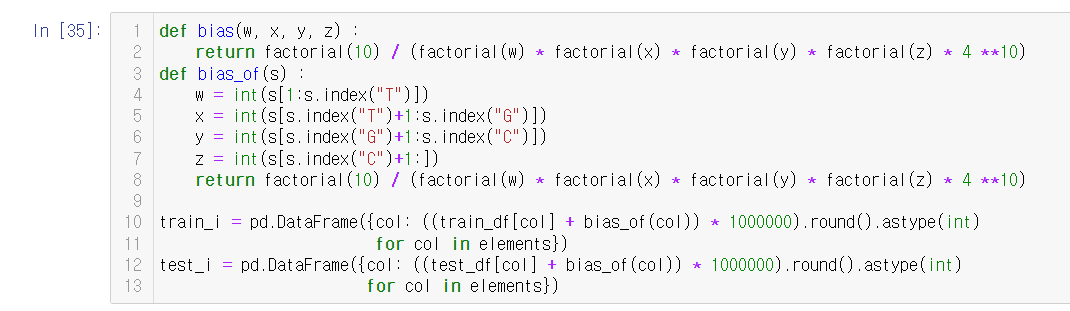 In [35]:
1 def bias(w, x, y, z) :
2     return factorial(10) / (factorial(w) * factorial(x) * factorial(y) * factorial(z) * 4 **10)
3 def bias_of(s) :
4     w = int(s[1:s.index("T")])
5     x = int(s[s.index("T")+1:s.index("G")])
6     y = int(s[s.index("G")+1:s.index("C")])
7     z = int(s[s.index("C")+1:])
8     return factorial(10) / (factorial(w) * factorial(x) * factorial(y) * factorial(z) * 4 **10)
9
10 train_i = pd.DataFrame({col: ((train_df[col] + bias_of(col)) * 1000000).round().astype(int)
11                         for col in elements})
12 test_i = pd.DataFrame({col: ((test_df[col] + bias_of(col)) * 1000000).round().astype(int)
13                        for col in elements})